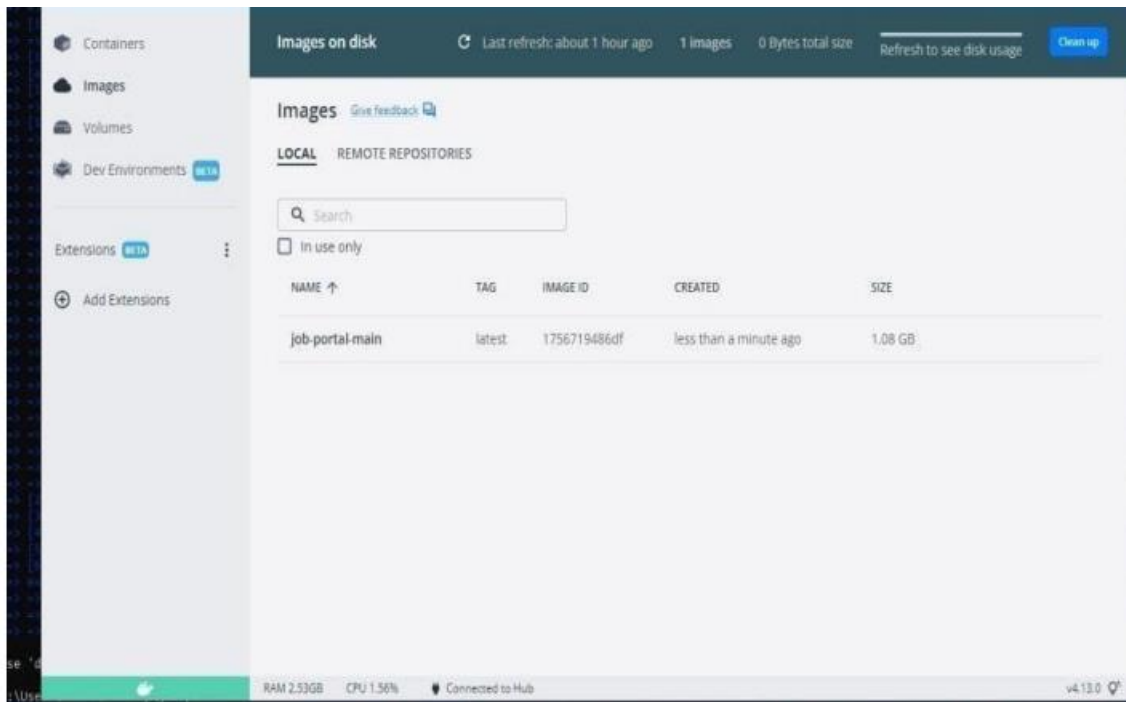 Containers
Images
Volumes
Dev Environments BETA
Extensions BETA
Add Extensions
Images on disk Last refresh: about 1 hour ago 1 images 0 Bytes total size Refresh to see disk usage Clean up
Images Give feedback
LOCAL REMOTE REPOSITORIES
Search
In use only
NAME TAG IMAGE ID CREATED SIZE
job-portal-main latest 1756719486df less than a minute ago 1.08 GB
se 'd
:\Use
RAM 2.53GB CPU 1.56% Connected to Hub v4.13.0